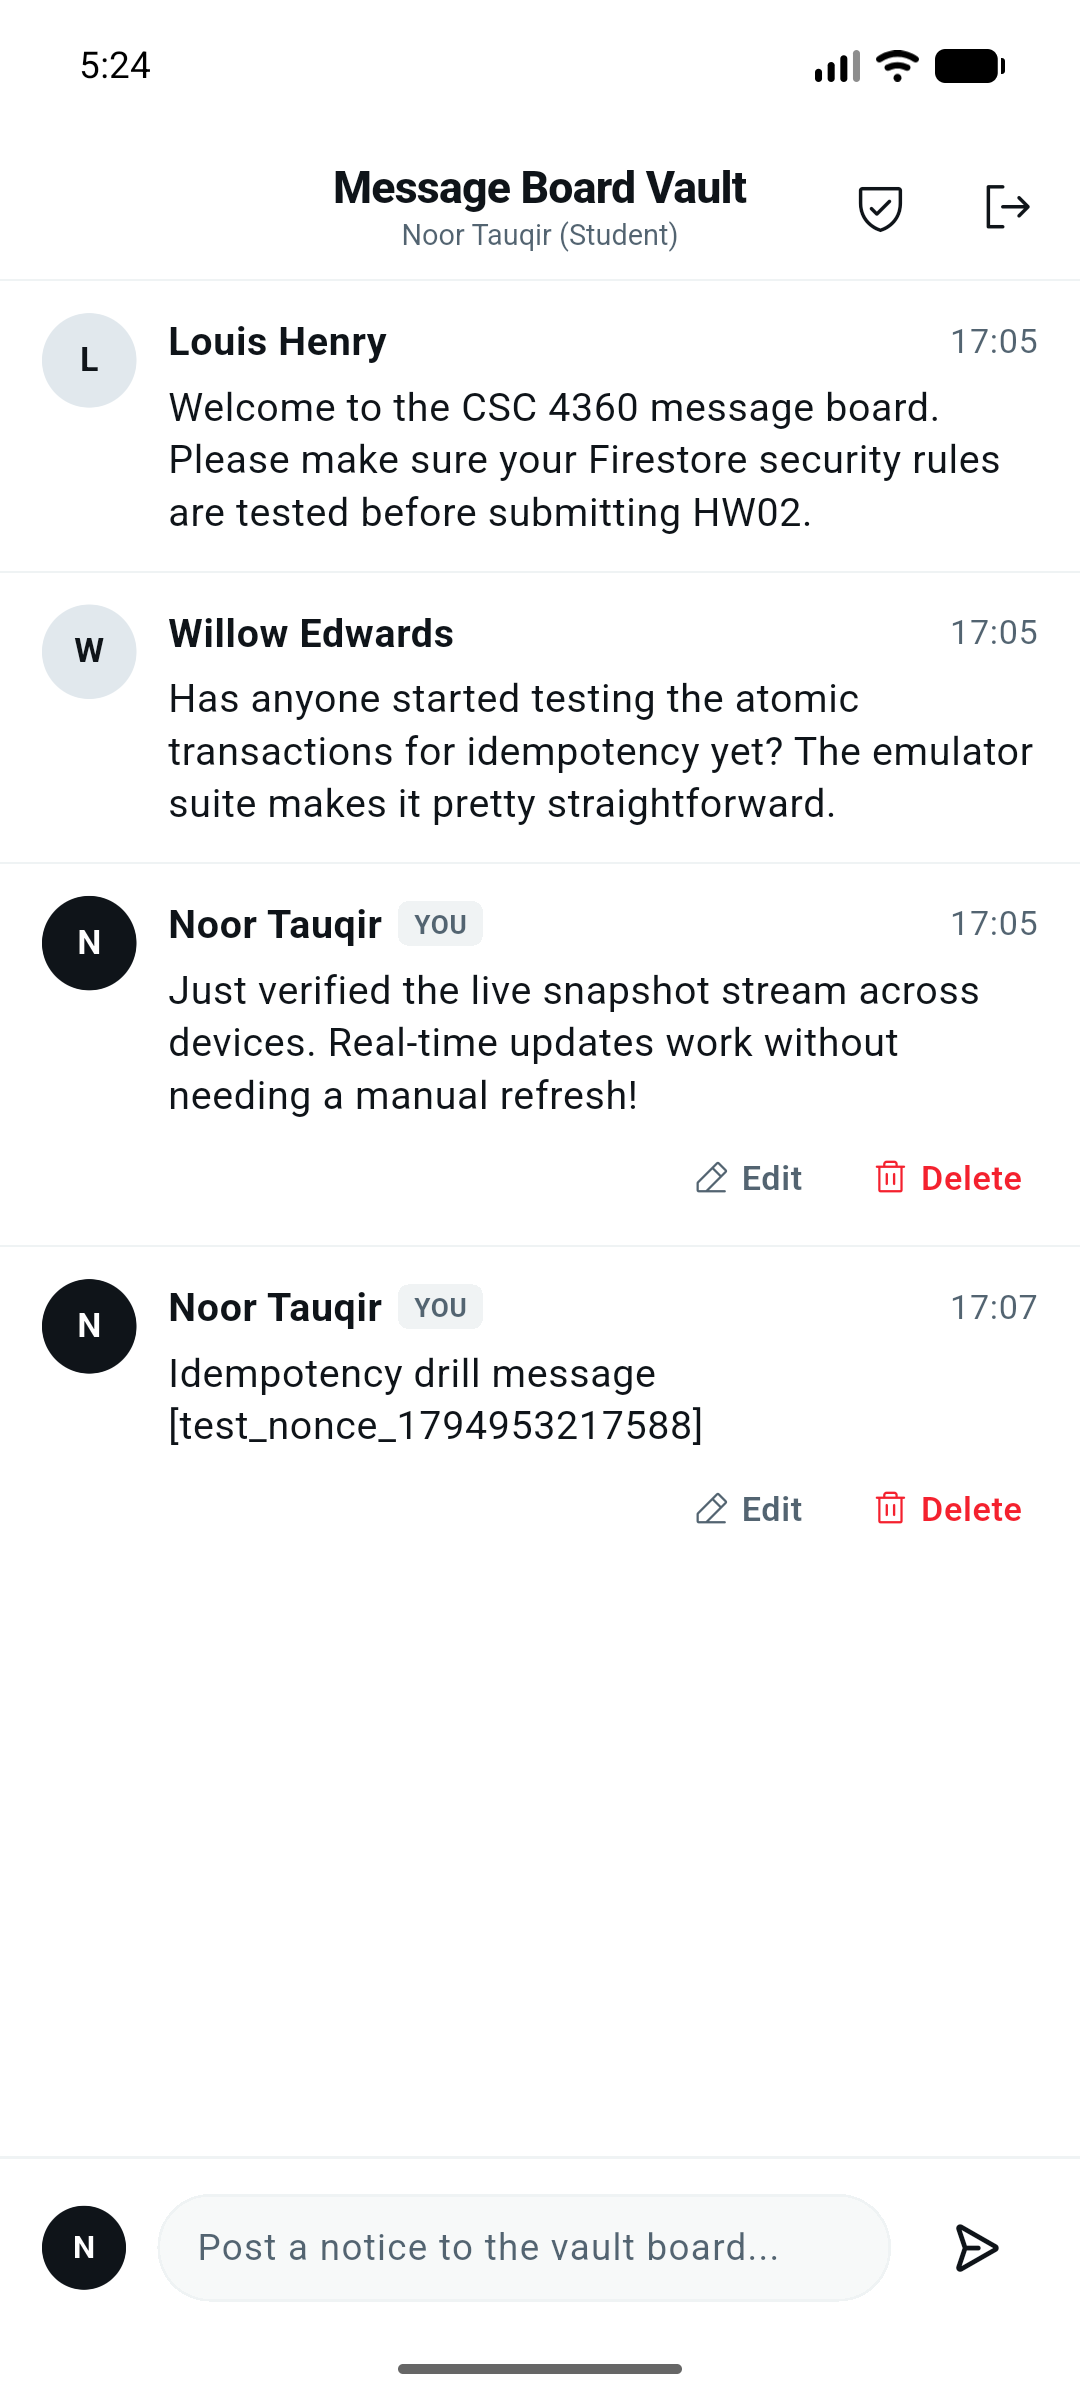 5:24
Message Board Vault
Noor Tauqir (Student)
L
Louis Henry
17:05
Welcome to the CSC 4360 message board.
Please make sure your Firestore security rules
are tested before submitting HW02.
W
Willow Edwards
17:05
Has anyone started testing the atomic
transactions for idempotency yet? The emulator
suite makes it pretty straightforward.
N
Noor Tauqir YOU
17:05
Just verified the live snapshot stream across
devices. Real-time updates work without
needing a manual refresh!
Edit
Delete
N
Noor Tauqir YOU
17:07
Idempotency drill message
[test_nonce_1794953217588]
Edit
Delete
N
Post a notice to the vault board...